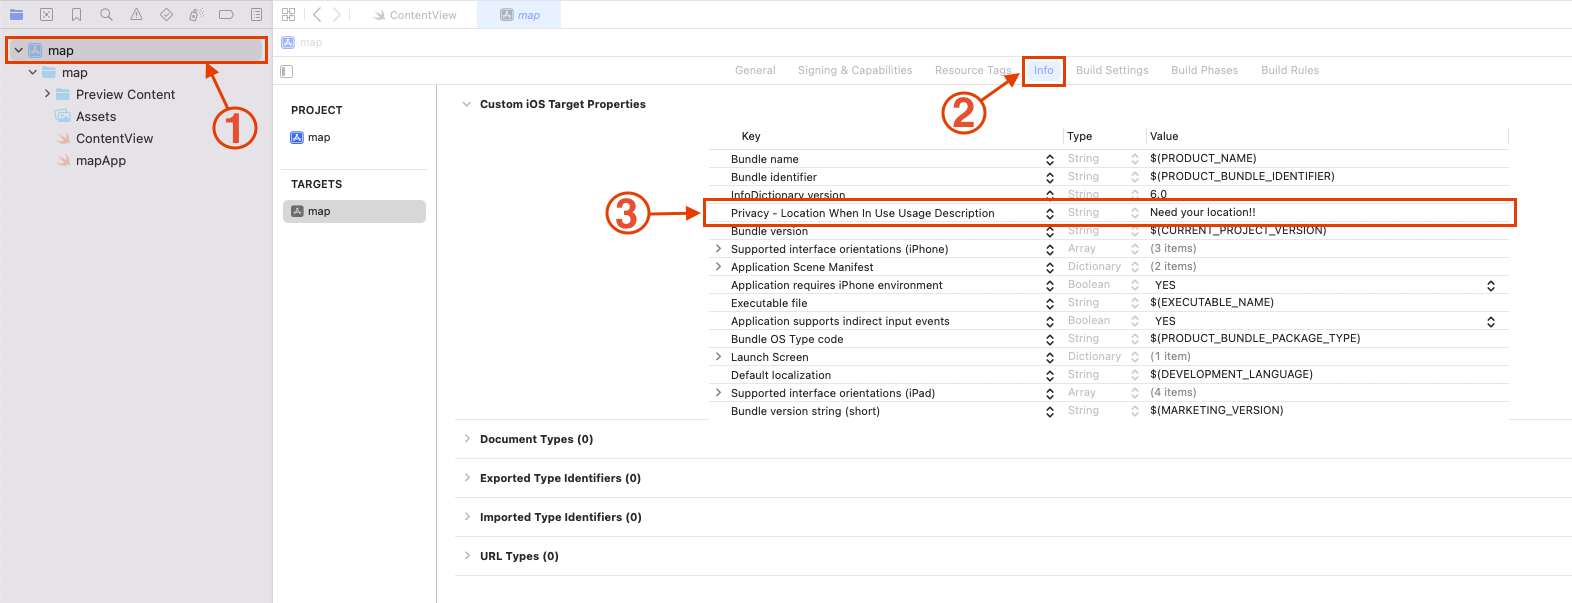 ContentView
map
map
map
map
Preview Content
Assets
ContentView
mapApp
1
General
Signing & Capabilities
Resource Tags
Info
Build Settings
Build Phases
Build Rules
2
PROJECT
map
TARGETS
map
Custom iOS Target Properties
Key Type Value
Bundle name String $(PRODUCT_NAME)
Bundle identifier String $(PRODUCT_BUNDLE_IDENTIFIER)
InfoDictionary version String 6.0
3
Privacy - Location When In Use Usage Description String Need your location!!
Bundle version String $(CURRENT_PROJECT_VERSION)
Supported interface orientations (iPhone) Array (3 items)
Application Scene Manifest Dictionary (2 items)
Application requires iPhone environment Boolean YES
Executable file String $(EXECUTABLE_NAME)
Application supports indirect input events Boolean YES
Bundle OS Type code String $(PRODUCT_BUNDLE_PACKAGE_TYPE)
Launch Screen Dictionary (1 item)
Default localization String $(DEVELOPMENT_LANGUAGE)
Supported interface orientations (iPad) Array (4 items)
Bundle version string (short) String $(MARKETING_VERSION)
Document Types (0)
Exported Type Identifiers (0)
Imported Type Identifiers (0)
URL Types (0)